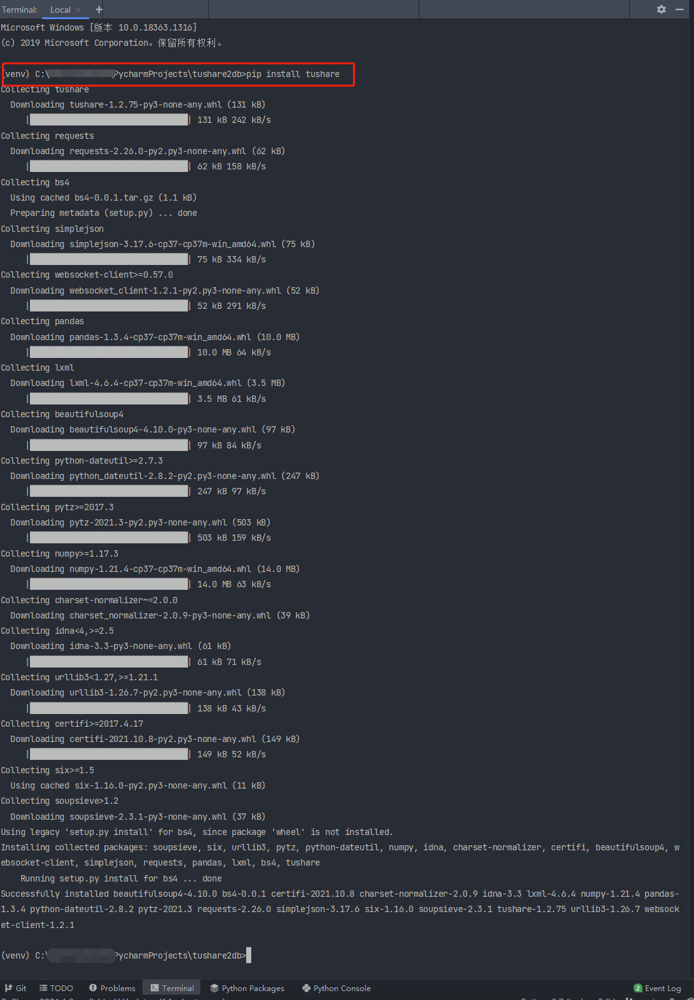 Terminal: Local × +
Microsoft Windows [版本 10.0.18363.1316]
(c) 2019 Microsoft Corporation。保留所有权利。
(venv) C:\ PycharmProjects\tushare2db>pip install tushare
Collecting tushare
Downloading tushare-1.2.75-py3-none-any.whl (131 kB)
|████████████████████████████████| 131 kB 242 kB/s
Collecting requests
Downloading requests-2.26.0-py2.py3-none-any.whl (62 kB)
|████████████████████████████████| 62 kB 158 kB/s
Collecting bs4
Using cached bs4-0.0.1.tar.gz (1.1 kB)
Preparing metadata (setup.py) ... done
Collecting simplejson
Downloading simplejson-3.17.6-cp37-cp37m-win_amd64.whl (75 kB)
|████████████████████████████████| 75 kB 334 kB/s
Collecting websocket-client>=0.57.0
Downloading websocket_client-1.2.1-py2.py3-none-any.whl (52 kB)
|████████████████████████████████| 52 kB 291 kB/s
Collecting pandas
Downloading pandas-1.3.4-cp37-cp37m-win_amd64.whl (10.0 MB)
|████████████████████████████████| 10.0 MB 64 kB/s
Collecting lxml
Downloading lxml-4.6.4-cp37-cp37m-win_amd64.whl (3.5 MB)
|████████████████████████████████| 3.5 MB 61 kB/s
Collecting beautifulsoup4
Downloading beautifulsoup4-4.10.0-py3-none-any.whl (97 kB)
|████████████████████████████████| 97 kB 84 kB/s
Collecting python-dateutil>=2.7.3
Downloading python_dateutil-2.8.2-py2.py3-none-any.whl (247 kB)
|████████████████████████████████| 247 kB 97 kB/s
Collecting pytz>=2017.3
Downloading pytz-2021.3-py2.py3-none-any.whl (503 kB)
|████████████████████████████████| 503 kB 159 kB/s
Collecting numpy>=1.17.3
Downloading numpy-1.21.4-cp37-cp37m-win_amd64.whl (14.0 MB)
|████████████████████████████████| 14.0 MB 63 kB/s
Collecting charset-normalizer~=2.0.0
Downloading charset_normalizer-2.0.9-py3-none-any.whl (39 kB)
Collecting idna<4,>=2.5
Downloading idna-3.3-py3-none-any.whl (61 kB)
|████████████████████████████████| 61 kB 71 kB/s
Collecting urllib3<1.27,>=1.21.1
Downloading urllib3-1.26.7-py2.py3-none-any.whl (138 kB)
|████████████████████████████████| 138 kB 43 kB/s
Collecting certifi>=2017.4.17
Downloading certifi-2021.10.8-py2.py3-none-any.whl (149 kB)
|████████████████████████████████| 149 kB 52 kB/s
Collecting six>=1.5
Using cached six-1.16.0-py2.py3-none-any.whl (11 kB)
Collecting soupsieve>1.2
Downloading soupsieve-2.3.1-py3-none-any.whl (37 kB)
Using legacy 'setup.py install' for bs4, since package 'wheel' is not installed.
Installing collected packages: soupsieve, six, urllib3, pytz, python-dateutil, numpy, idna, charset-normalizer, certifi, beautifulsoup4, w
ebsocket-client, simplejson, requests, pandas, lxml, bs4, tushare
Running setup.py install for bs4 ... done
Successfully installed beautifulsoup4-4.10.0 bs4-0.0.1 certifi-2021.10.8 charset-normalizer-2.0.9 idna-3.3 lxml-4.6.4 numpy-1.21.4 pandas-
1.3.4 python-dateutil-2.8.2 pytz-2021.3 requests-2.26.0 simplejson-3.17.6 six-1.16.0 soupsieve-2.3.1 tushare-1.2.75 urllib3-1.26.7 websock
et-client-1.2.1
(venv) C:\ PycharmProjects\tushare2db>
Git TODO Problems Terminal Python Packages Python Console 2 Event Log